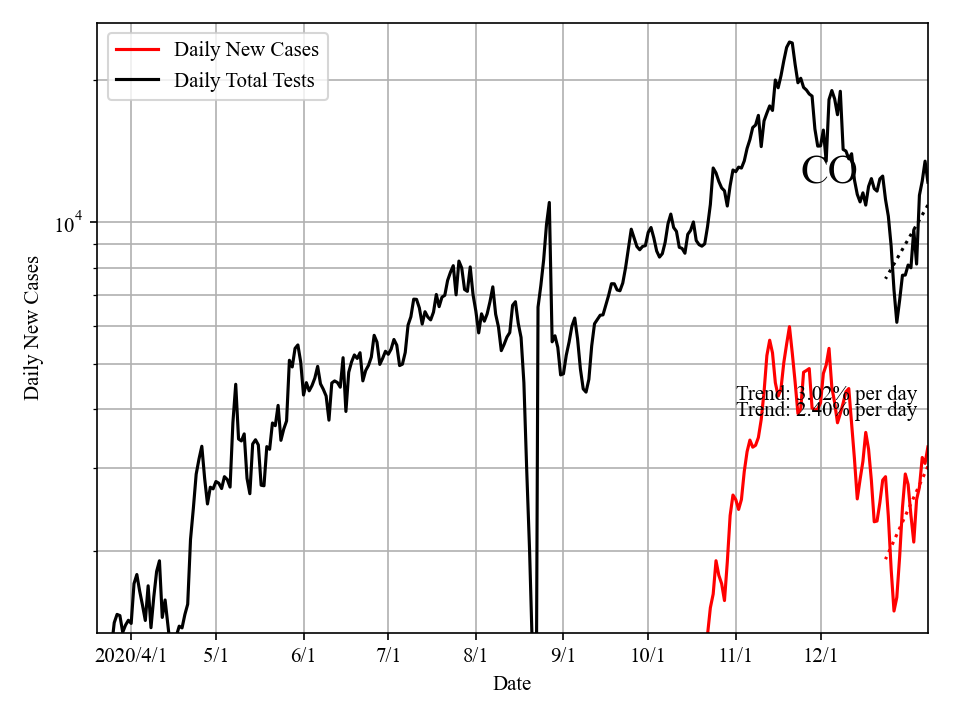 Daily New Cases
Daily Total Tests
CO
10^4
Daily New Cases
Trend: 3.02% per day
Trend: 2.40% per day
2020/4/1 5/1 6/1 7/1 8/1 9/1 10/1 11/1 12/1
Date